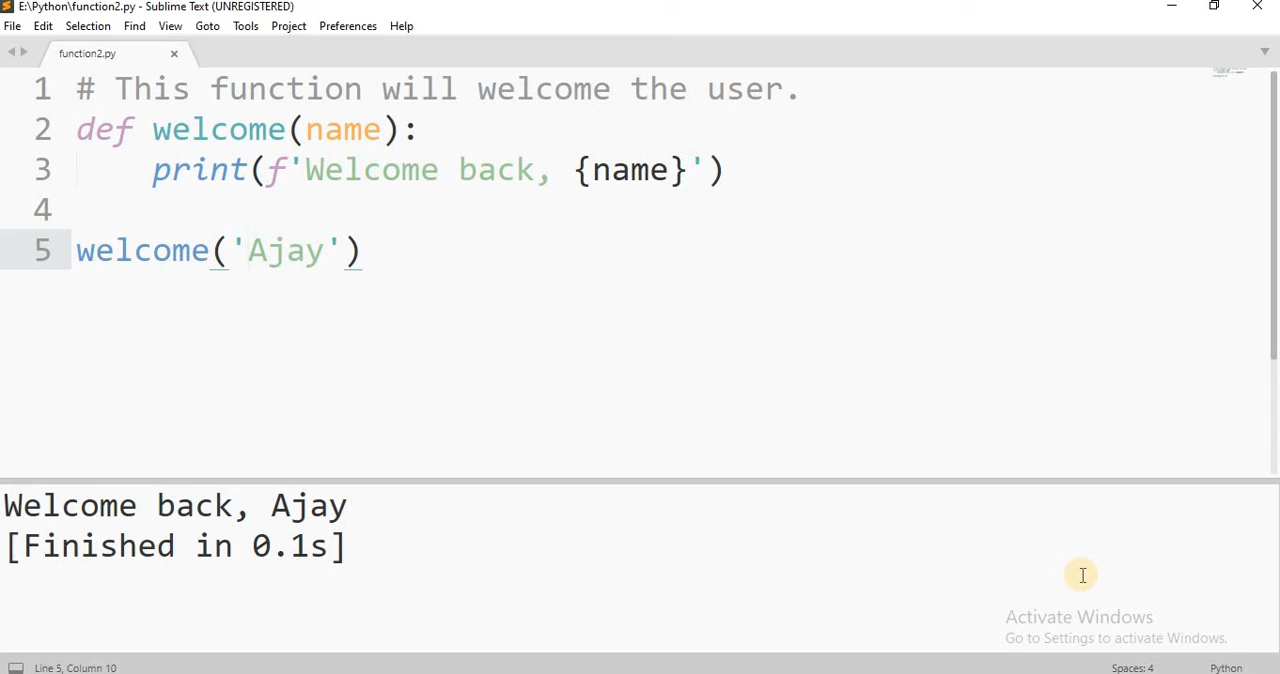 E:\Python\function2.py - Sublime Text (UNREGISTERED)
File Edit Selection Find View Goto Tools Project Preferences Help
function2.py
1 # This function will welcome the user.
2 def welcome(name):
3     print(f'Welcome back, {name}')
4
5 welcome('Ajay')
Welcome back, Ajay
[Finished in 0.1s]
Activate Windows
Go to Settings to activate Windows.
Line 5, Column 10 Spaces: 4 Python